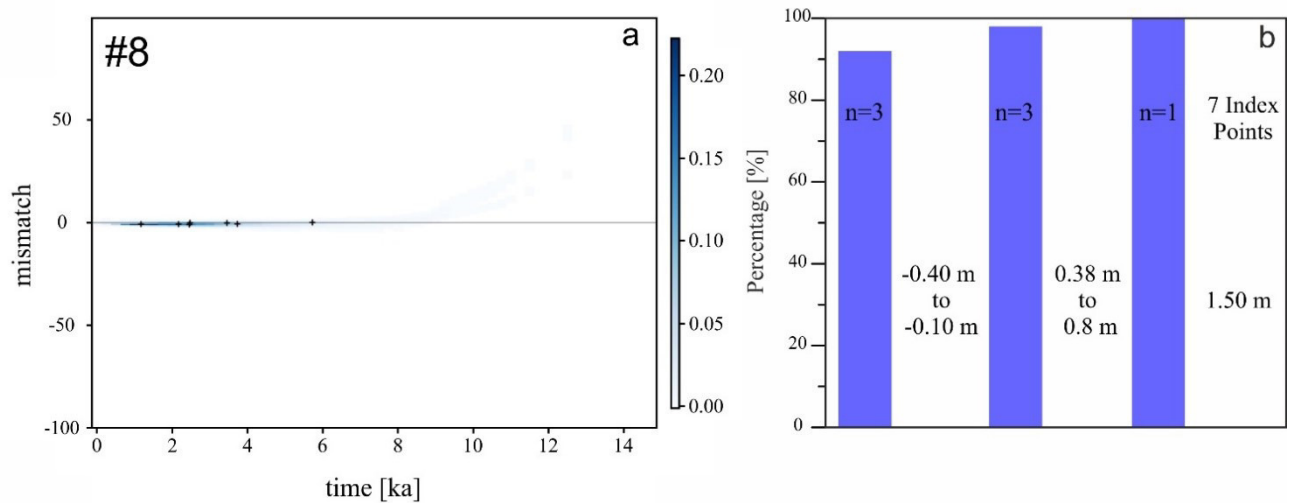 #8
a
mismatch
50
0
-50
-100
0 2 4 6 8 10 12 14
time [ka]
0.20
0.15
0.10
0.05
0.00
b
Percentage [%]
100
80
60
40
20
0
n=3
n=3
n=1
7 Index
Points
-0.40 m
to
-0.10 m
0.38 m
to
0.8 m
1.50 m